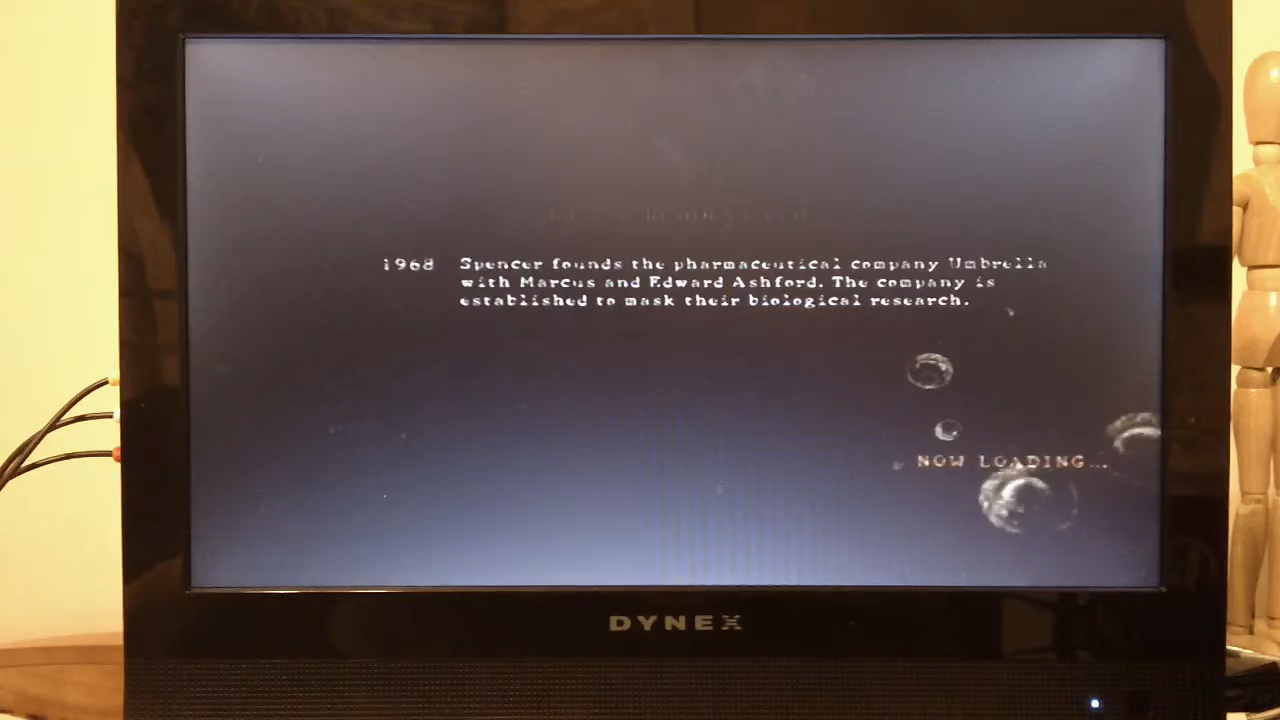 1968 Spencer founds the pharmaceutical company Umbrella
with Marcus and Edward Ashford. The company is
established to mask their biological research.
NOW LOADING...
DYNEX